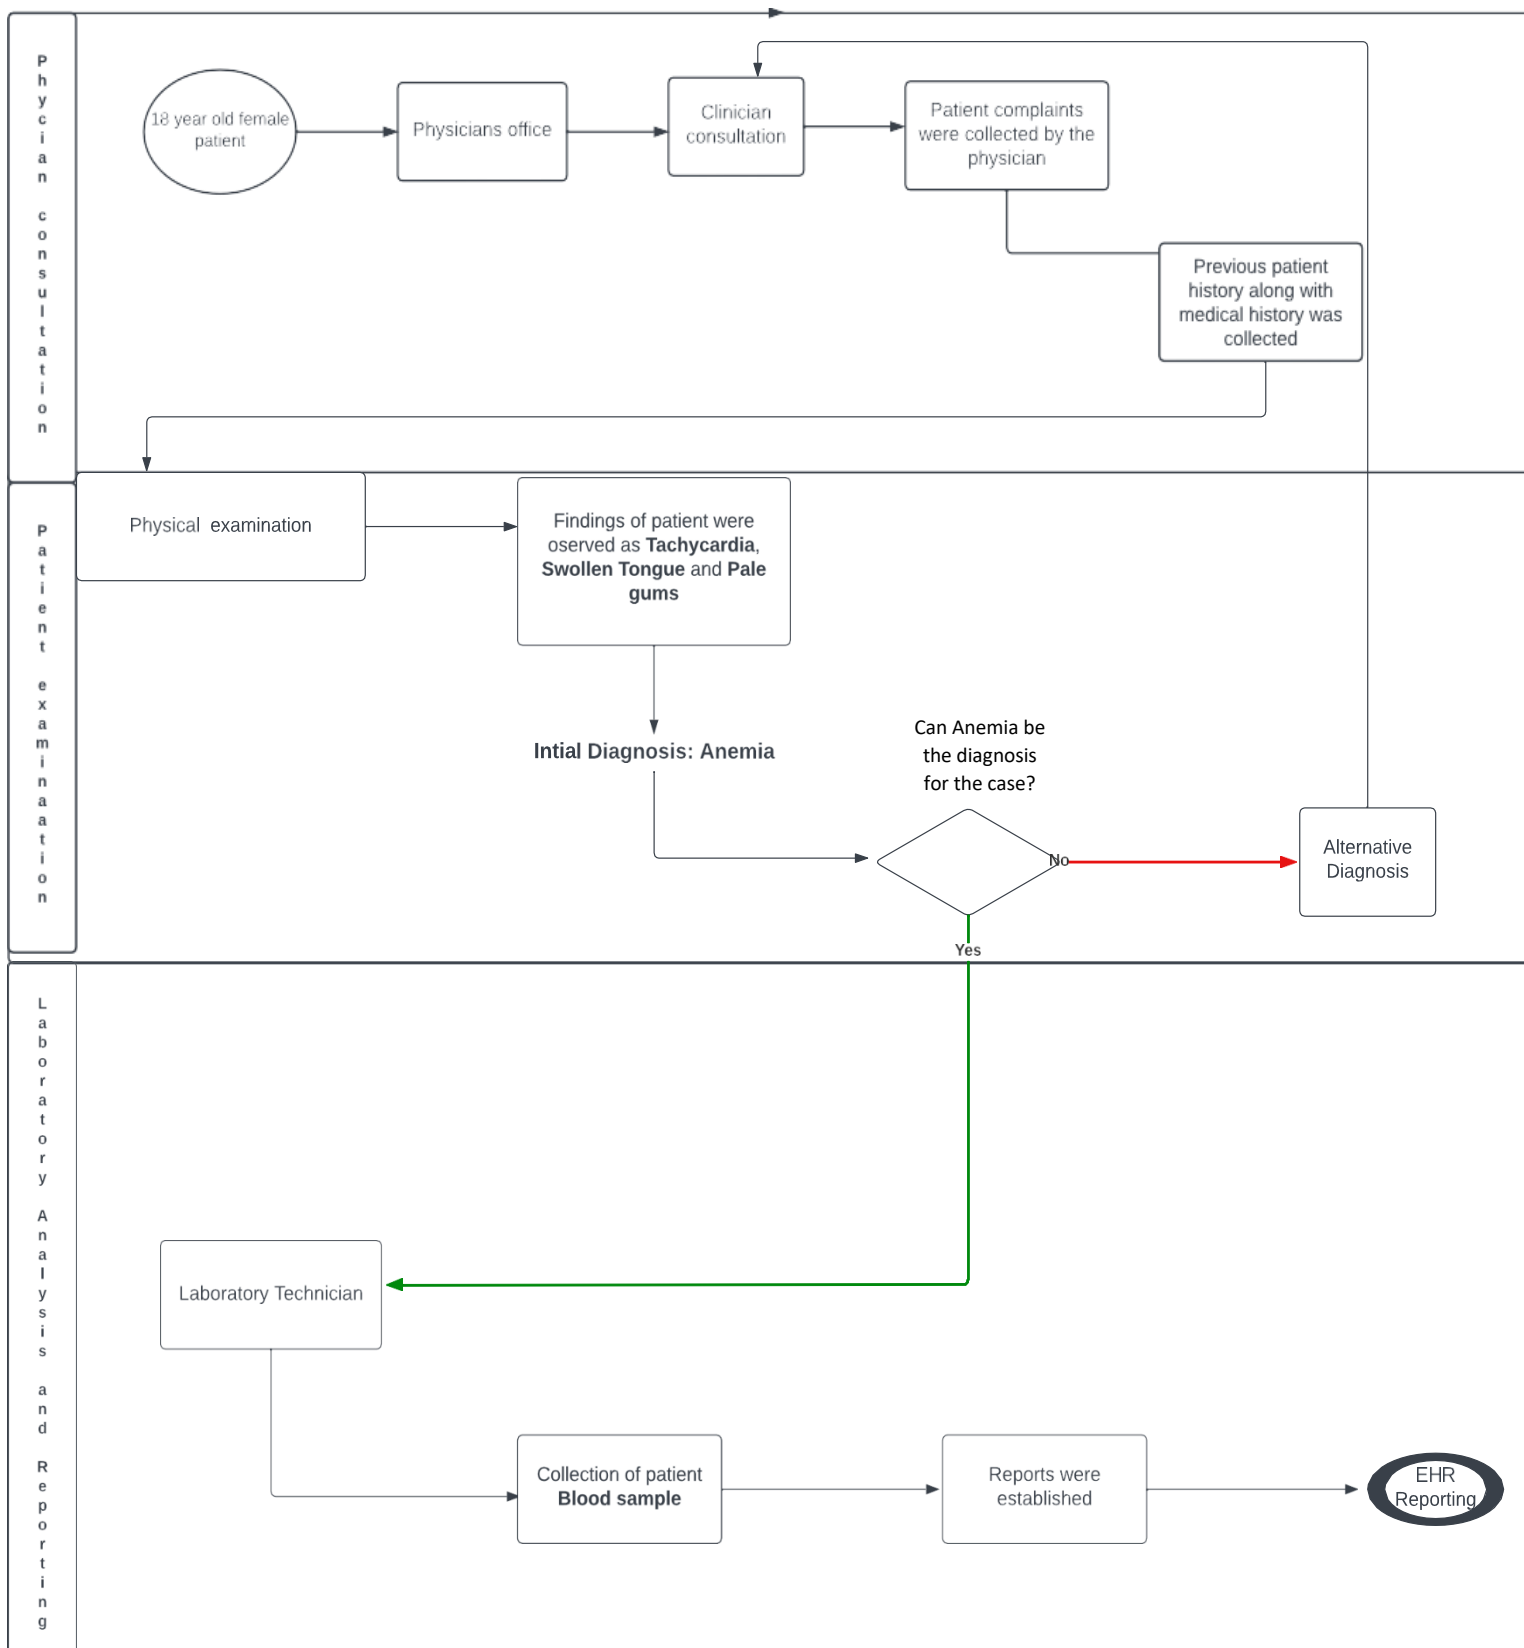 Phycian consultation
18 year old female
patient
Physicians office
Clinician
consultation
Patient complaints
were collected by the
physician
Previous patient
history along with
medical history was
collected
Patient examinaation
Physical examination
Findings of patient were
oserved as Tachycardia,
Swollen Tongue and Pale
gums
Intial Diagnosis: Anemia
Can Anemia be
the diagnosis
for the case?
No
Alternative
Diagnosis
Yes
Laboratory Analysis and Reporting
Laboratory Technician
Collection of patient
Blood sample
Reports were
established
EHR
Reporting